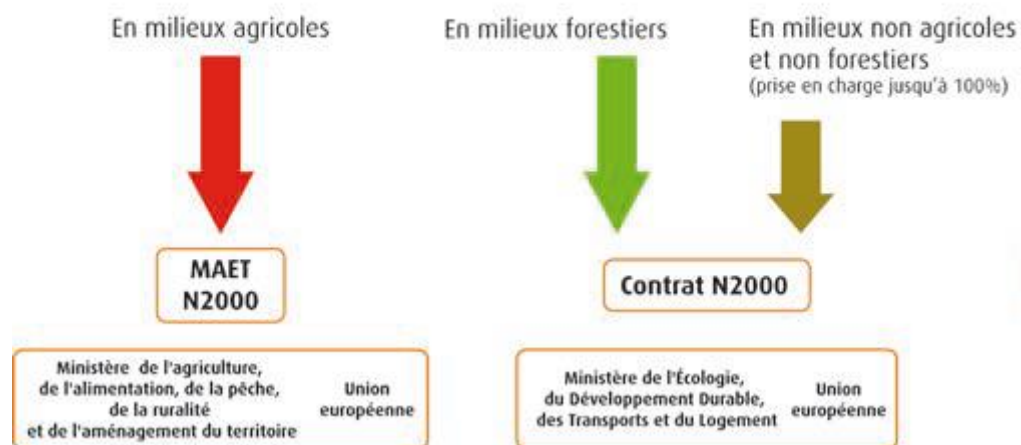 En milieux agricoles
En milieux forestiers
En milieux non agricoles
et non forestiers
(prise en charge jusqu'à 100%)
MAET
N2000
Contrat N2000
Ministère de l'agriculture,
de l'alimentation, de la pêche,
de la ruralité
et de l'aménagement du territoire
Union
européenne
Ministère de l'Écologie,
du Développement Durable,
des Transports et du Logement
Union
européenne